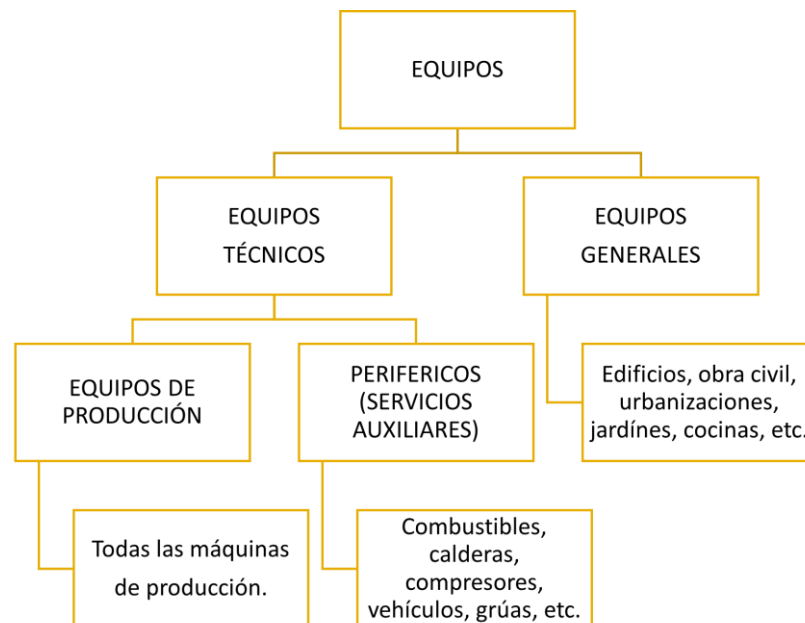 EQUIPOS
EQUIPOS
TÉCNICOS
EQUIPOS
GENERALES
EQUIPOS DE
PRODUCCIÓN
PERIFERICOS
(SERVICIOS
AUXILIARES)
Edificios, obra civil,
urbanizaciones,
jardínes, cocinas, etc.
Todas las máquinas
de producción.
Combustibles,
calderas,
compresores,
vehículos, grúas, etc.